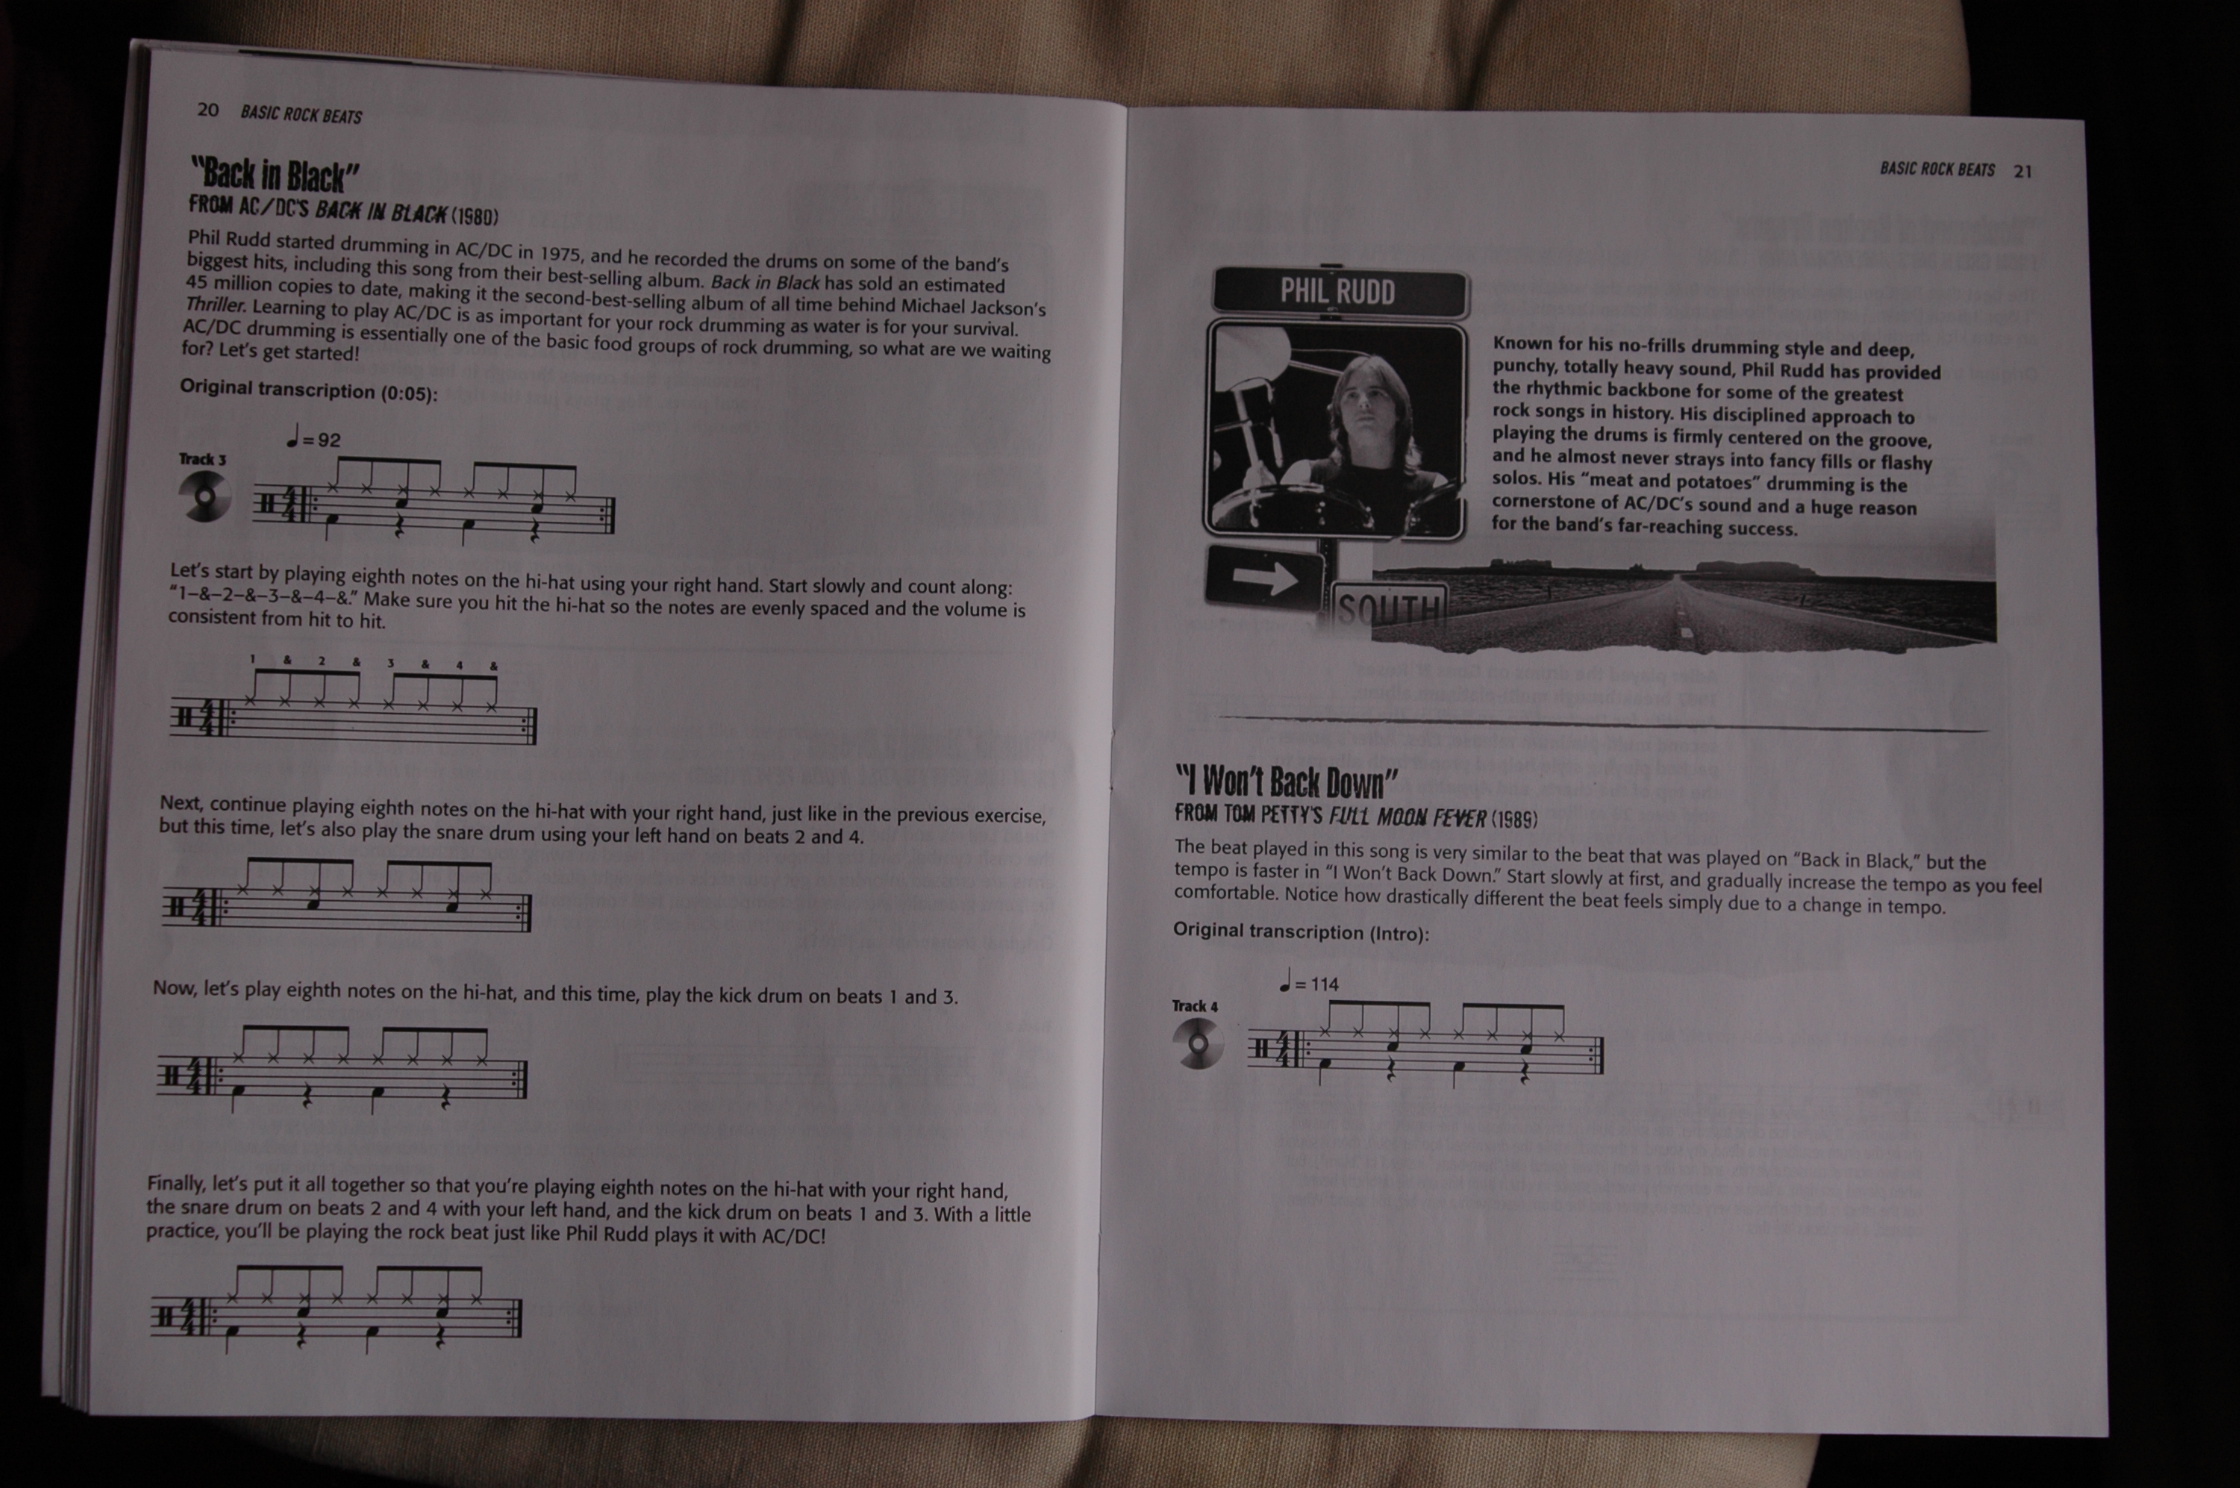 20 BASIC ROCK BEATS
"Back in Black"
FROM AC/DC'S BACK IN BLACK (1980)
Phil Rudd started drumming in AC/DC in 1975, and he recorded the drums on some of the band's
biggest hits, including this song from their best-selling album. Back in Black has sold an estimated
45 million copies to date, making it the second-best-selling album of all time behind Michael Jackson's
Thriller. Learning to play AC/DC is as important for your rock drumming as water is for your survival.
AC/DC drumming is essentially one of the basic food groups of rock drumming, so what are we waiting
for? Let's get started!
Original transcription (0:05):
♩= 92
Track 3
4/4
Let's start by playing eighth notes on the hi-hat using your right hand. Start slowly and count along:
"1–&–2–&–3–&–4–&." Make sure you hit the hi-hat so the notes are evenly spaced and the volume is
consistent from hit to hit.
1 & 2 & 3 & 4 &
4/4
Next, continue playing eighth notes on the hi-hat with your right hand, just like in the previous exercise,
but this time, let's also play the snare drum using your left hand on beats 2 and 4.
4/4
Now, let's play eighth notes on the hi-hat, and this time, play the kick drum on beats 1 and 3.
4/4
Finally, let's put it all together so that you're playing eighth notes on the hi-hat with your right hand,
the snare drum on beats 2 and 4 with your left hand, and the kick drum on beats 1 and 3. With a little
practice, you'll be playing the rock beat just like Phil Rudd plays it with AC/DC!
4/4
BASIC ROCK BEATS 21
PHIL RUDD
Known for his no-frills drumming style and deep,
punchy, totally heavy sound, Phil Rudd has provided
the rhythmic backbone for some of the greatest
rock songs in history. His disciplined approach to
playing the drums is firmly centered on the groove,
and he almost never strays into fancy fills or flashy
solos. His "meat and potatoes" drumming is the
cornerstone of AC/DC's sound and a huge reason
for the band's far-reaching success.
SOUTH
"I Won't Back Down"
FROM TOM PETTY'S FULL MOON FEVER (1989)
The beat played in this song is very similar to the beat that was played on "Back in Black," but the
tempo is faster in "I Won't Back Down." Start slowly at first, and gradually increase the tempo as you feel
comfortable. Notice how drastically different the beat feels simply due to a change in tempo.
Original transcription (Intro):
♩= 114
Track 4
4/4